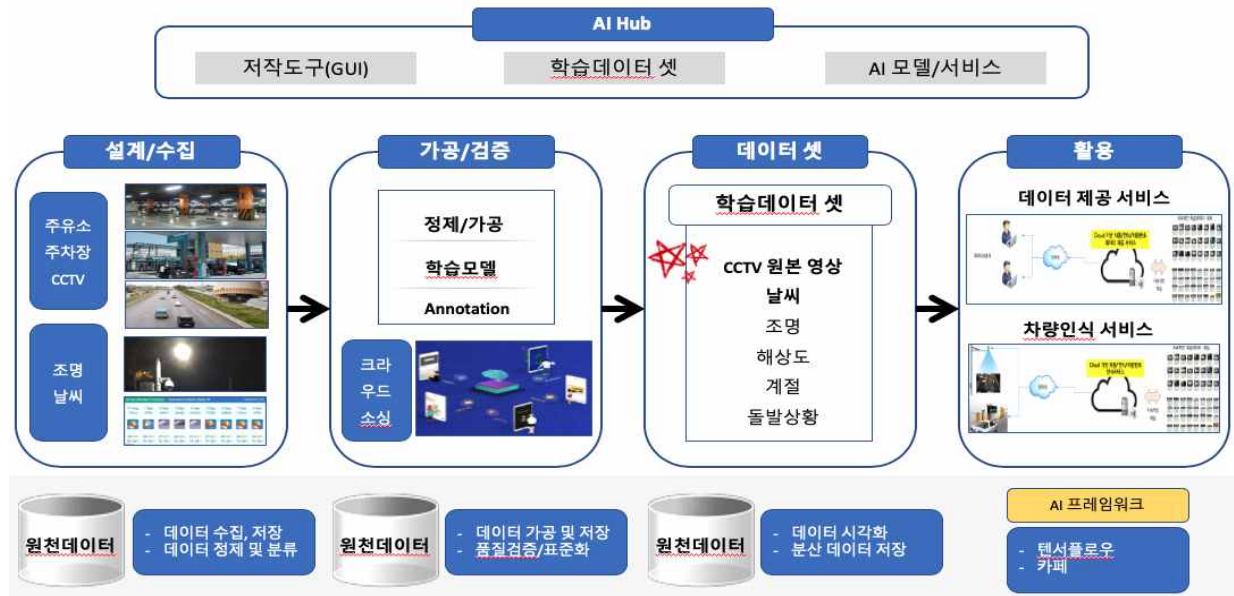 AI Hub
저작도구(GUI)
학습데이터 셋
AI 모델/서비스
설계/수집
주유소
주차장
CCTV
조명
날씨
가공/검증
정제/가공
학습모델
Annotation
크라
우드
소싱
데이터 셋
학습데이터 셋
CCTV 원본 영상
날씨
조명
해상도
계절
돌발상황
활용
데이터 제공 서비스
차량인식 서비스
원천데이터
- 데이터 수집, 저장
- 데이터 정제 및 분류
원천데이터
- 데이터 가공 및 저장
- 품질검증/표준화
원천데이터
- 데이터 시각화
- 분산 데이터 저장
AI 프레임워크
- 텐서플로우
- 카페